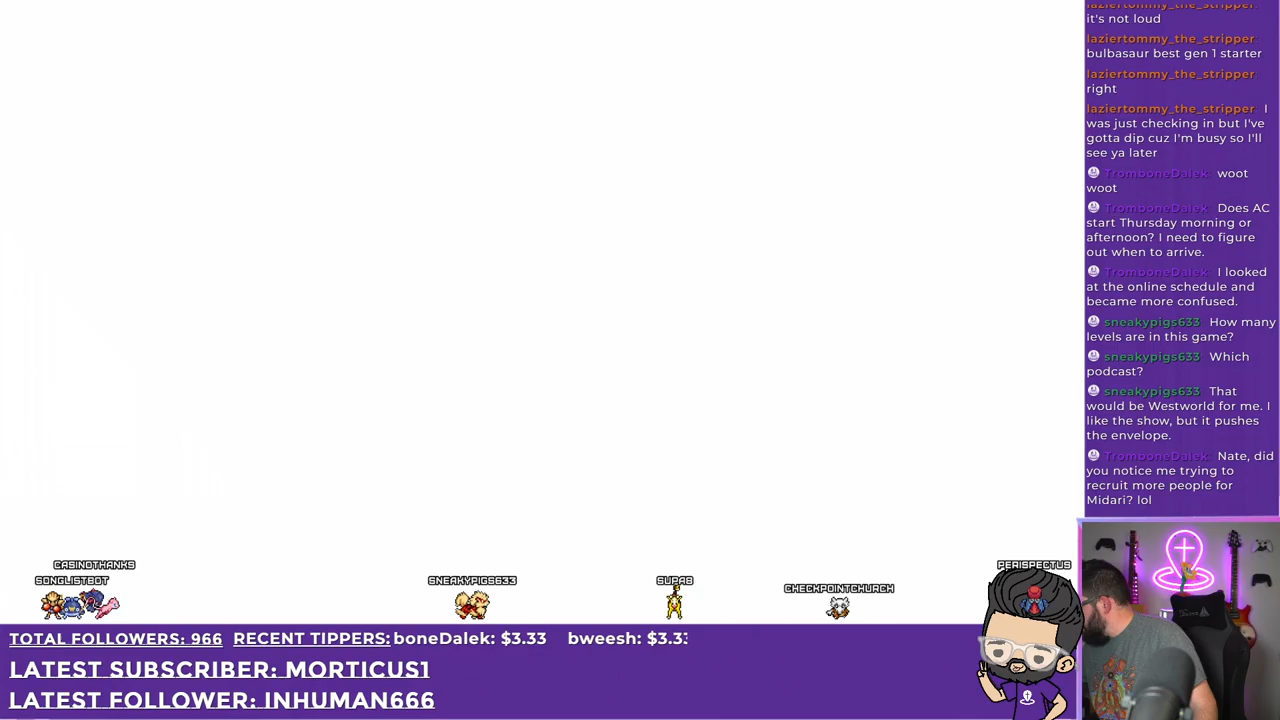 laziertommy_the_stripper
it's not loud
laziertommy_the_stripper
bulbasaur best gen 1 starter
laziertommy_the_stripper
right
laziertommy_the_stripper I
was just checking in but I've
gotta dip cuz I'm busy so I'll
see ya later
TromboneDalek woot
woot
TromboneDalek Does AC
start Thursday morning or
afternoon? I need to figure
out when to arrive.
TromboneDalek I looked
at the online schedule and
became more confused.
sneakypigs633 How many
levels are in this game?
sneakypigs633 Which
podcast?
sneakypigs633 That
would be Westworld for me. I
like the show, but it pushes
the envelope.
TromboneDalek Nate, did
you notice me trying to
recruit more people for
Midari? lol
CASINOTHANKS
SONGLISTBOT
SNEAKYPIGS633
SUPAB
CHECKPOINTCHURCH
PERISPECTUS
TOTAL FOLLOWERS: 966 RECENT TIPPERS: boneDalek: $3.33 bweesh: $3.33
LATEST SUBSCRIBER: MORTICUS1
LATEST FOLLOWER: INHUMAN666